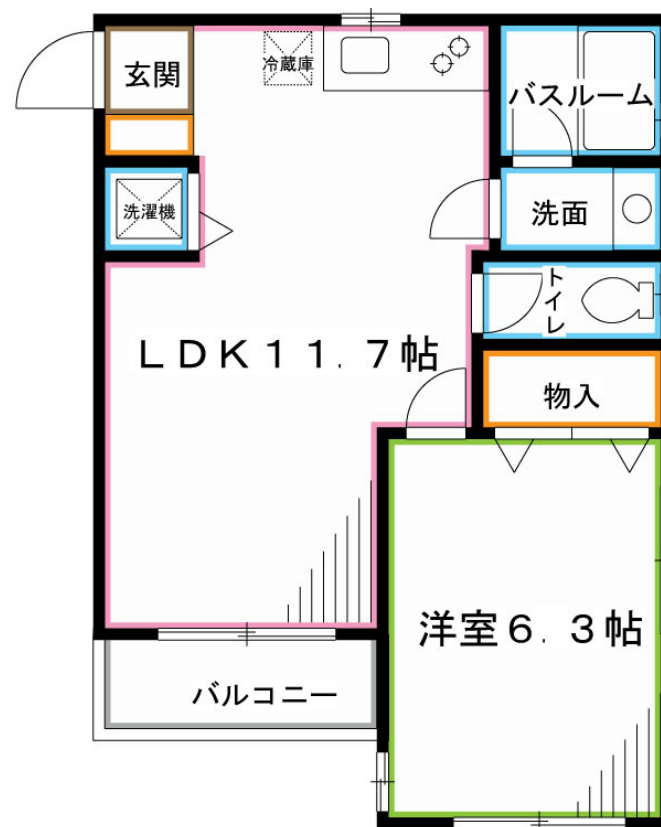 玄関
冷蔵庫
バスルーム
洗濯機
洗面
トイレ
LDK11.7帖
物入
洋室6.3帖
バルコニー